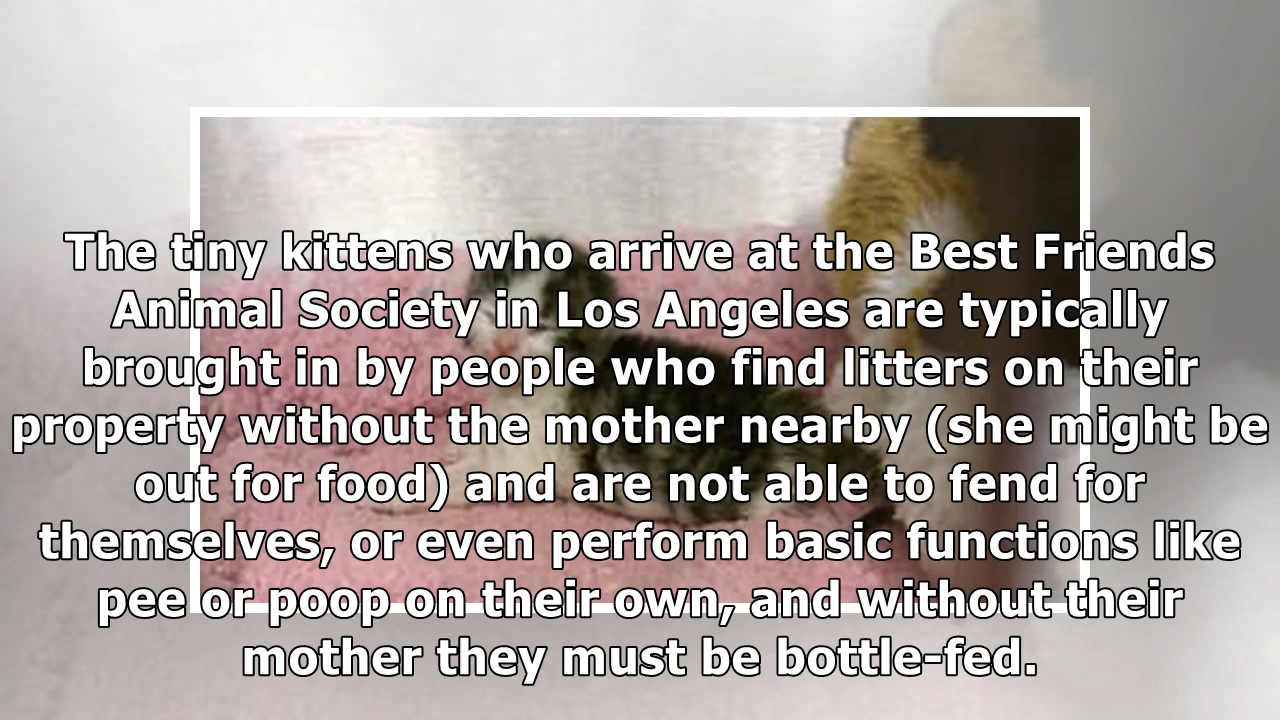 The tiny kittens who arrive at the Best Friends
Animal Society in Los Angeles are typically
brought in by people who find litters on their
property without the mother nearby (she might be
out for food) and are not able to fend for
themselves, or even perform basic functions like
pee or poop on their own, and without their
mother they must be bottle-fed.